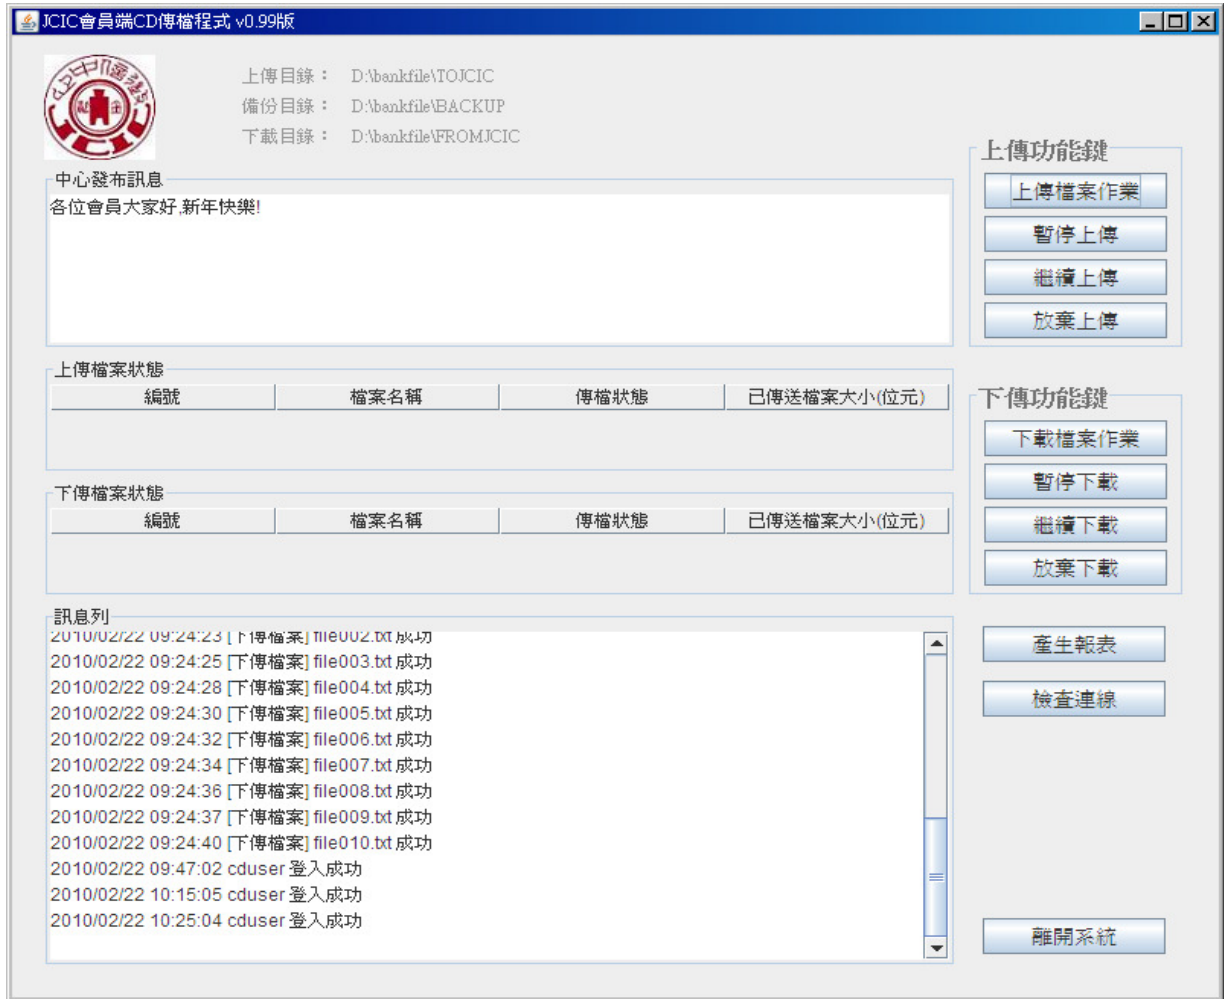 JCIC會員端CD傳檔程式 v0.99版
上傳目錄： D:\bankfile\TOJCIC
備份目錄： D:\bankfile\BACKUP
下載目錄： D:\bankfile\FROMJCIC
中心發布訊息
各位會員大家好,新年快樂!
上傳功能鍵
上傳檔案作業
暫停上傳
繼續上傳
放棄上傳
上傳檔案狀態
編號 檔案名稱 傳檔狀態 已傳送檔案大小(位元)
下傳功能鍵
下載檔案作業
暫停下載
繼續下載
放棄下載
下傳檔案狀態
編號 檔案名稱 傳檔狀態 已傳送檔案大小(位元)
訊息列
2010/02/22 09:24:23 [下傳檔案] file002.txt 成功
2010/02/22 09:24:25 [下傳檔案] file003.txt 成功
2010/02/22 09:24:28 [下傳檔案] file004.txt 成功
2010/02/22 09:24:30 [下傳檔案] file005.txt 成功
2010/02/22 09:24:32 [下傳檔案] file006.txt 成功
2010/02/22 09:24:34 [下傳檔案] file007.txt 成功
2010/02/22 09:24:36 [下傳檔案] file008.txt 成功
2010/02/22 09:24:37 [下傳檔案] file009.txt 成功
2010/02/22 09:24:40 [下傳檔案] file010.txt 成功
2010/02/22 09:47:02 cduser 登入成功
2010/02/22 10:15:05 cduser 登入成功
2010/02/22 10:25:04 cduser 登入成功
產生報表
檢查連線
離開系統